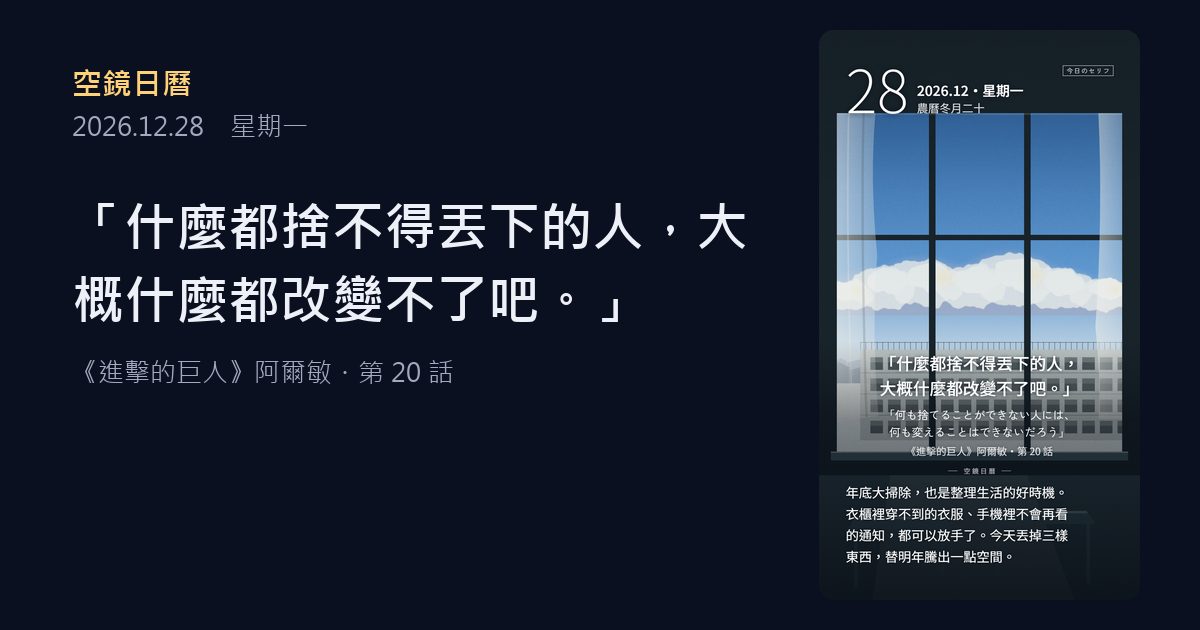 空鏡日曆
2026.12.28 星期一
「什麼都捨不得丟下的人，大
概什麼都改變不了吧。」
《進擊的巨人》阿爾敏・第 20 話
今日のセリフ
28
2026.12・星期一
農曆冬月二十
「什麼都捨不得丟下的人，
大概什麼都改變不了吧。」
「何も捨てることができない人には、
何も変えることはできないだろう」
《進擊的巨人》阿爾敏・第 20 話
— 空鏡日曆 —
年底大掃除，也是整理生活的好時機。
衣櫃裡穿不到的衣服、手機裡不會再看
的通知，都可以放手了。今天丟掉三樣
東西，替明年騰出一點空間。